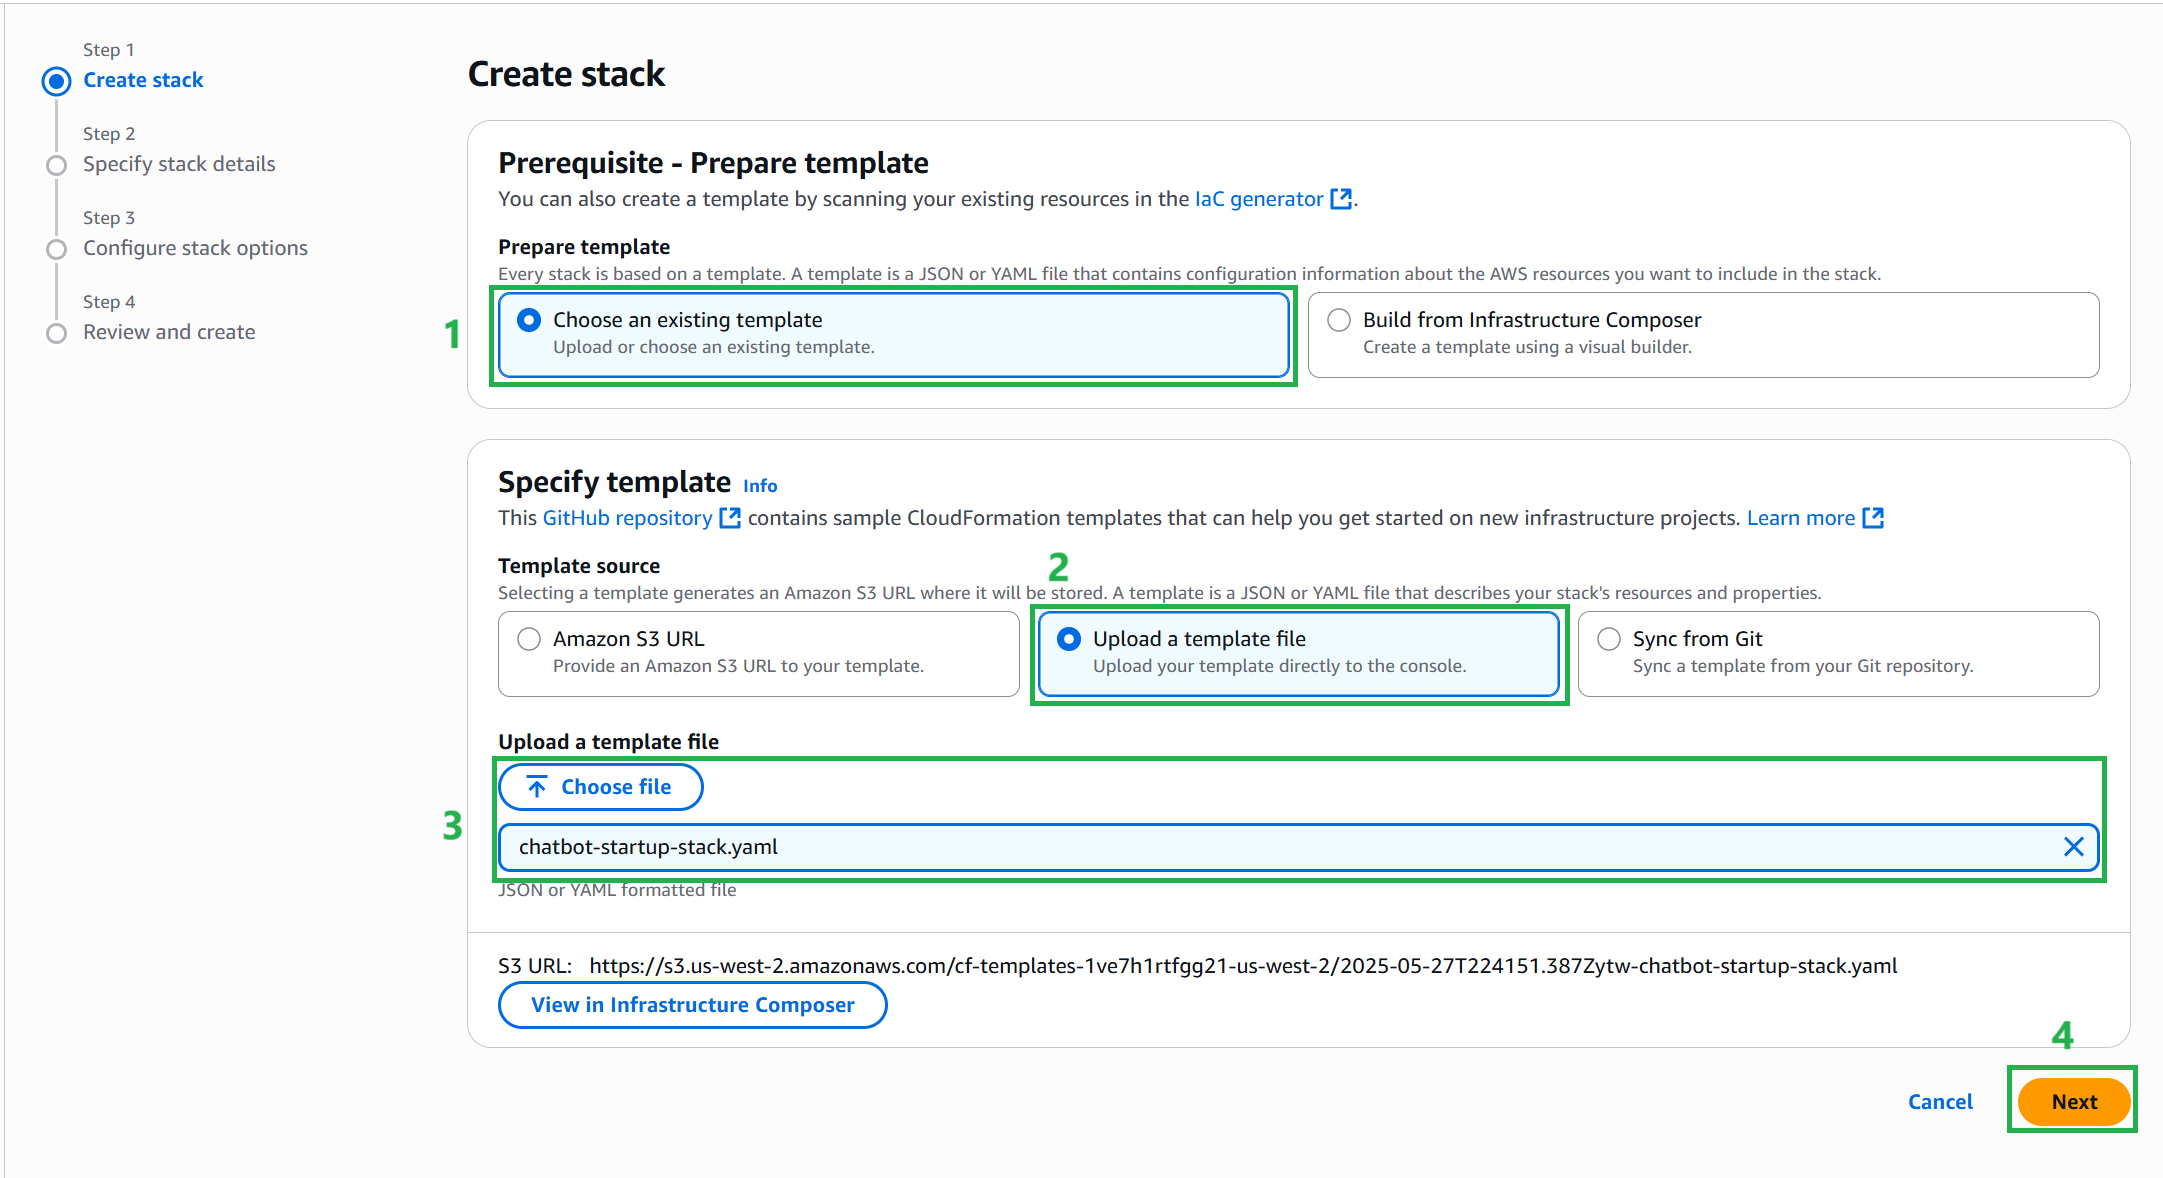 Step 1
Create stack
Step 2
Specify stack details
Step 3
Configure stack options
Step 4
Review and create
Create stack
Prerequisite - Prepare template
You can also create a template by scanning your existing resources in the IaC generator.
Prepare template
Every stack is based on a template. A template is a JSON or YAML file that contains configuration information about the AWS resources you want to include in the stack.
1
Choose an existing template
Upload or choose an existing template.
Build from Infrastructure Composer
Create a template using a visual builder.
Specify template Info
This GitHub repository contains sample CloudFormation templates that can help you get started on new infrastructure projects. Learn more
Template source
2
Selecting a template generates an Amazon S3 URL where it will be stored. A template is a JSON or YAML file that describes your stack's resources and properties.
Amazon S3 URL
Provide an Amazon S3 URL to your template.
Upload a template file
Upload your template directly to the console.
Sync from Git
Sync a template from your Git repository.
Upload a template file
3
Choose file
chatbot-startup-stack.yaml
JSON or YAML formatted file
S3 URL: https://s3.us-west-2.amazonaws.com/cf-templates-1ve7h1rtfgg21-us-west-2/2025-05-27T224151.387Zytw-chatbot-startup-stack.yaml
View in Infrastructure Composer
4
Cancel
Next